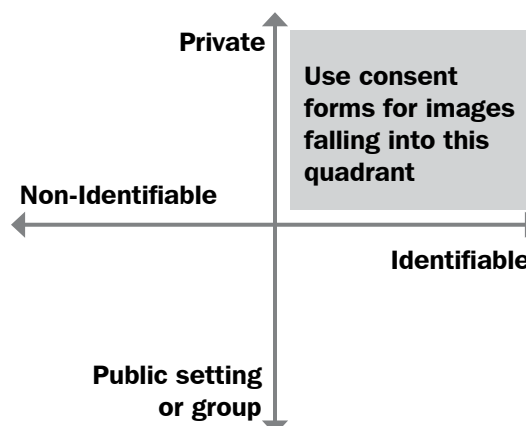 Private
Use consent
forms for images
falling into this
quadrant
Non-Identifiable
Identifiable
Public setting
or group